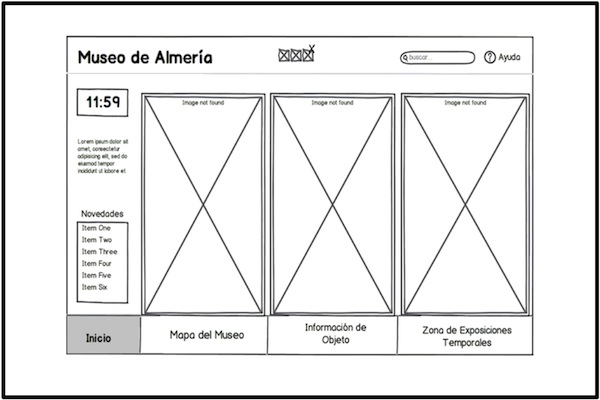 Museo de Almería
buscar...
? Ayuda
11:59
Image not found
Image not found
Image not found
Lorem ipsum dolor sit
amet, consectetur
adipisicing elit, sed do
eiusmod tempor
incididunt ut labore et
Novedades
Item One
Item Two
Item Three
Item Four
Item Five
Item Six
Inicio
Mapa del Museo
Información de
Objeto
Zona de Exposiciones
Temporales